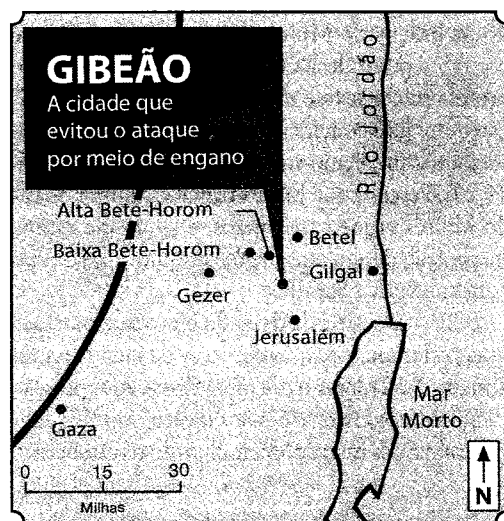 GIBEÃO
A cidade que
evitou o ataque
por meio de engano
Rio Jordão
Alta Bete-Horom
Betel
Baixa Bete-Horom
Gilgal
Gezer
Jerusalém
Mar
Morto
Gaza
0 15 30
Milhas
N